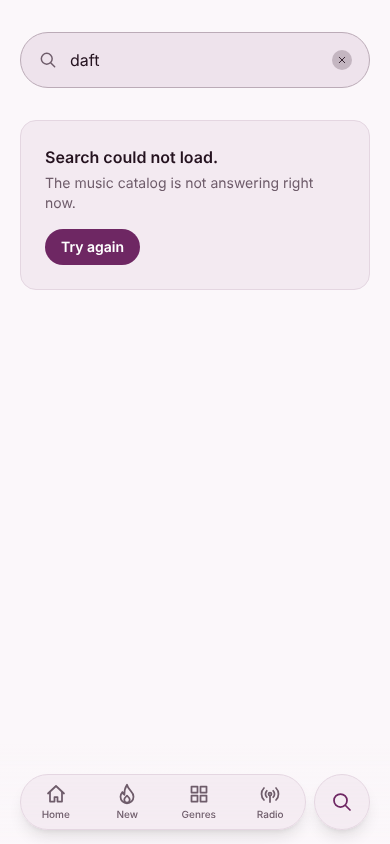 daft
Search could not load.
The music catalog is not answering right
now.
Try again
Home
New
Genres
Radio